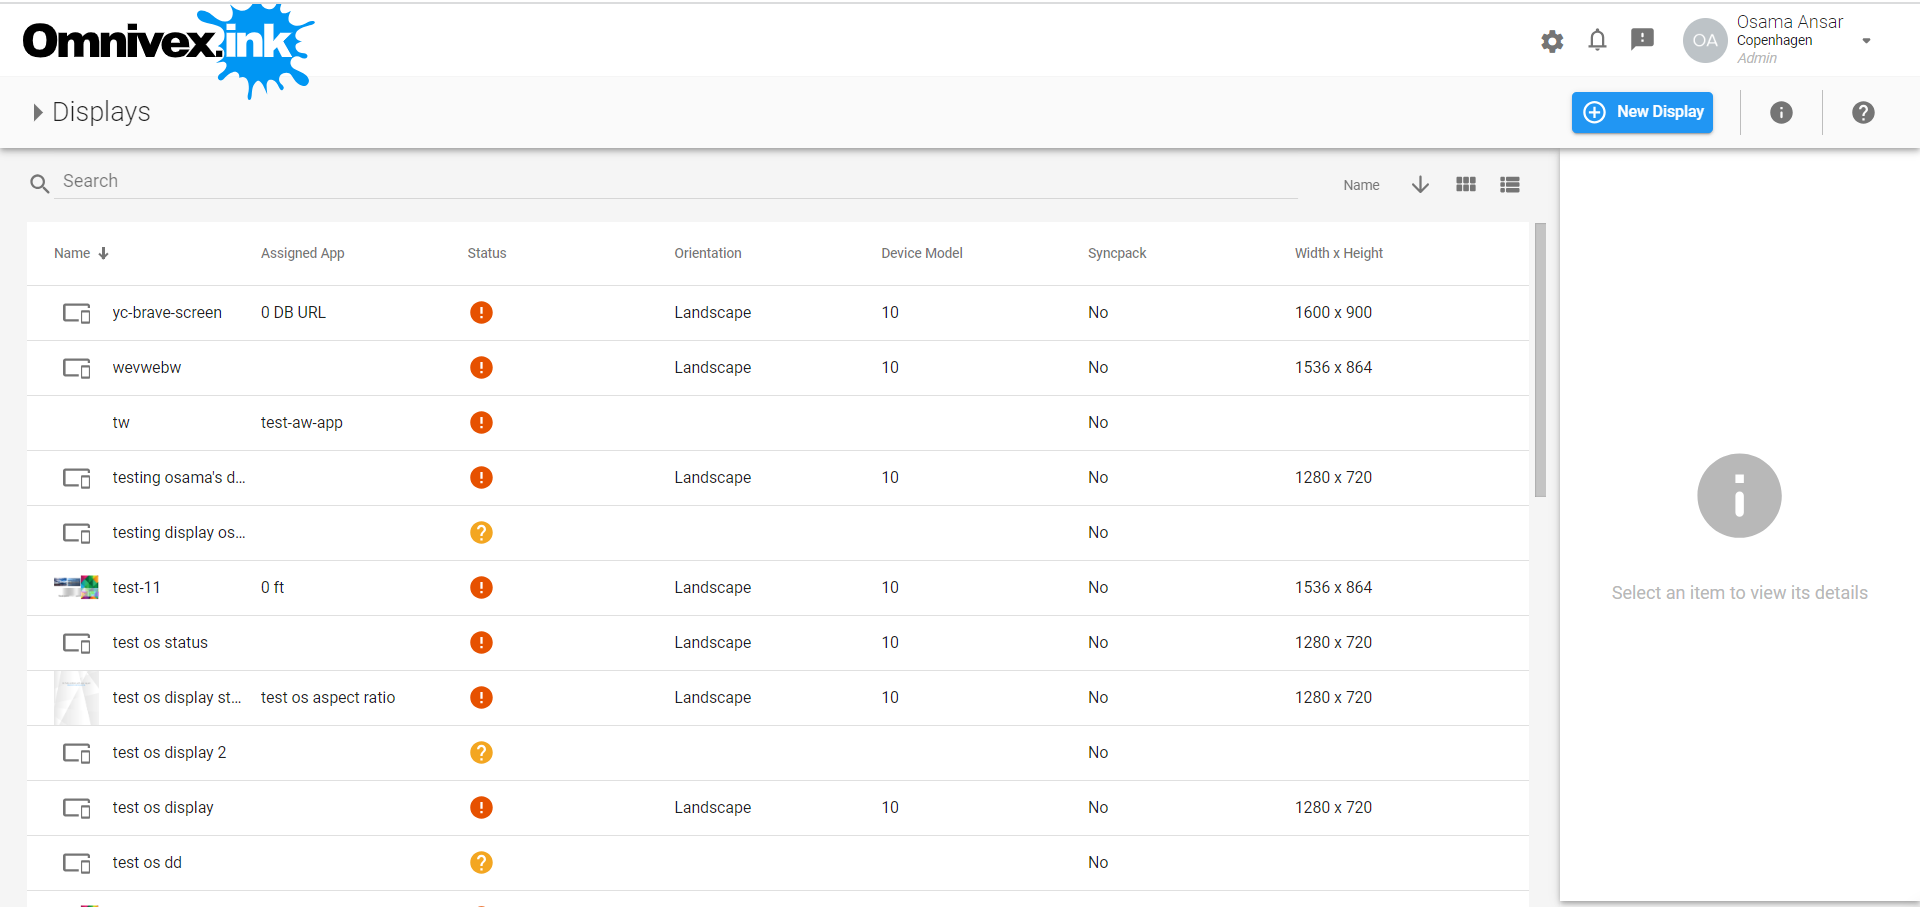 Omnivex.ink
OA
Osama Ansar
Copenhagen
Admin
Displays
New Display
Search
Name
Name Assigned App Status Orientation Device Model Syncpack Width x Height
yc-brave-screen 0 DB URL Landscape 10 No 1600 x 900
wevwebw Landscape 10 No 1536 x 864
tw test-aw-app No
testing osama's d... Landscape 10 No 1280 x 720
testing display os... No
test-11 0 ft Landscape 10 No 1536 x 864
test os status Landscape 10 No 1280 x 720
test os display st... test os aspect ratio Landscape 10 No 1280 x 720
test os display 2 No
test os display Landscape 10 No 1280 x 720
test os dd No
Select an item to view its details